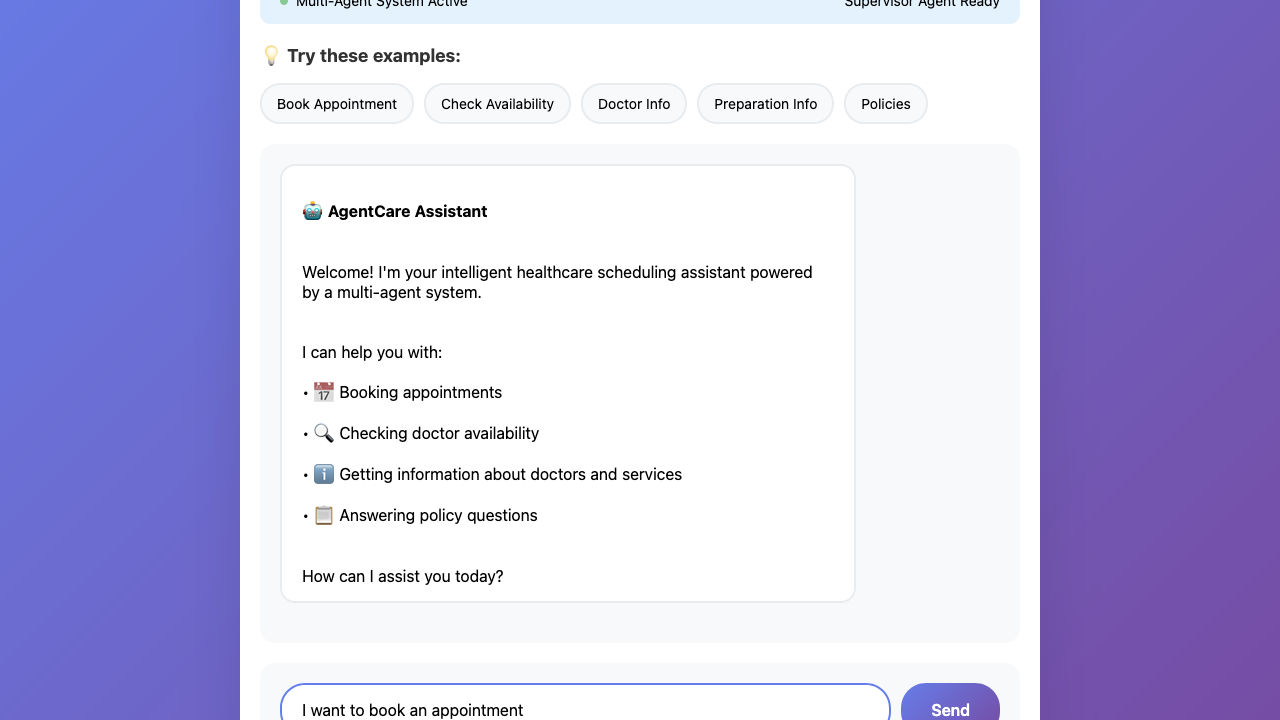 Multi-Agent System Active
Supervisor Agent Ready
💡 Try these examples:
Book Appointment
Check Availability
Doctor Info
Preparation Info
Policies
🤖 AgentCare Assistant
Welcome! I'm your intelligent healthcare scheduling assistant powered
by a multi-agent system.
I can help you with:
• 📅 Booking appointments
• 🔍 Checking doctor availability
• ℹ️ Getting information about doctors and services
• 📋 Answering policy questions
How can I assist you today?
I want to book an appointment
Send